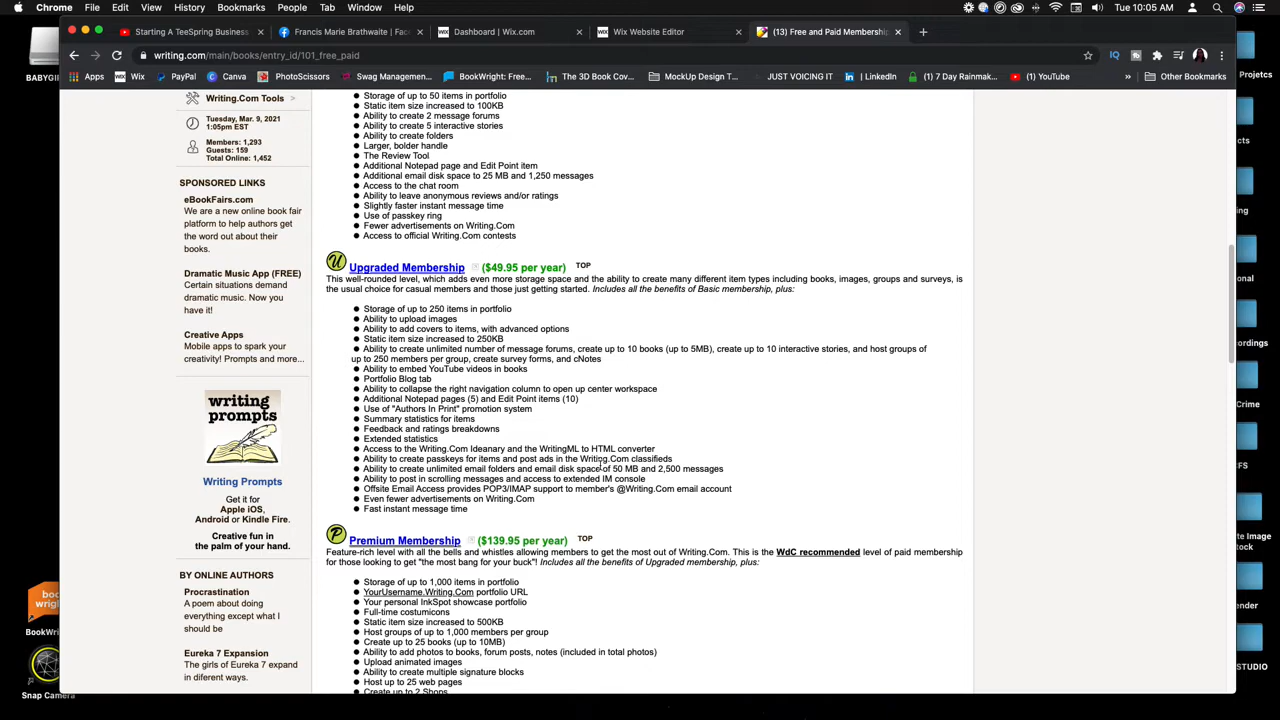 Chrome File Edit View History Bookmarks People Tab Window Help Tue 10:05 AM
Starting A TeeSpring Business Francis Marie Brathwaite | Fac Dashboard | Wix.com Wix Website Editor (13) Free and Paid Membership
writing.com/main/books/entry_id/101_free_paid
Apps Wix PayPal Canva PhotoScissors Swag Managemen... BookWright: Free... The 3D Book Cov... MockUp Design T... JUST VOICING IT LinkedIn (1) 7 Day Rainmak... (1) YouTube » Other Bookmarks
BABYGI
Writing.Com Tools >
Tuesday, Mar. 9, 2021
1:05pm EST
Members: 1,293
Guests: 159
Total Online: 1,452
SPONSORED LINKS
eBookFairs.com
We are a new online book fair
platform to help authors get
the word out about their
books.
Dramatic Music App (FREE)
Certain situations demand
dramatic music. Now you
have it!
Creative Apps
Mobile apps to spark your
creativity! Prompts and more...
writing
prompts
Writing Prompts
Get it for
Apple iOS,
Android or Kindle Fire.
Creative fun in
the palm of your hand.
BY ONLINE AUTHORS
Procrastination
A poem about doing
everything except what I
should be
Eureka 7 Expansion
The girls of Eureka 7 expand
in diferent ways.
● Storage of up to 50 items in portfolio
● Static item size increased to 100KB
● Ability to create 2 message forums
● Ability to create 5 interactive stories
● Ability to create folders
● Larger, bolder handle
● The Review Tool
● Additional Notepad page and Edit Point item
● Additional email disk space to 25 MB and 1,250 messages
● Access to the chat room
● Ability to leave anonymous reviews and/or ratings
● Slightly faster instant message time
● Use of passkey ring
● Fewer advertisements on Writing.Com
● Access to official Writing.Com contests
U Upgraded Membership ($49.95 per year) TOP
This well-rounded level, which adds even more storage space and the ability to create many different item types including books, images, groups and surveys, is
the usual choice for casual members and those just getting started. Includes all the benefits of Basic membership, plus:
● Storage of up to 250 items in portfolio
● Ability to upload images
● Ability to add covers to items, with advanced options
● Static item size increased to 250KB
● Ability to create unlimited number of message forums, create up to 10 books (up to 5MB), create up to 10 interactive stories, and host groups of
up to 250 members per group, create survey forms, and cNotes
● Ability to embed YouTube videos in books
● Portfolio Blog tab
● Ability to collapse the right navigation column to open up center workspace
● Additional Notepad pages (5) and Edit Point items (10)
● Use of "Authors In Print" promotion system
● Summary statistics for items
● Feedback and ratings breakdowns
● Extended statistics
● Access to the Writing.Com Ideanary and the WritingML to HTML converter
● Ability to create passkeys for items and post ads in the Writing.Com classifieds
● Ability to create unlimited email folders and email disk space of 50 MB and 2,500 messages
● Ability to post in scrolling messages and access to extended IM console
● Offsite Email Access provides POP3/IMAP support to member's @Writing.Com email account
● Even fewer advertisements on Writing.Com
● Fast instant message time
P Premium Membership ($139.95 per year) TOP
Feature-rich level with all the bells and whistles allowing members to get the most out of Writing.Com. This is the WdC recommended level of paid membership
for those looking to get "the most bang for your buck"! Includes all the benefits of Upgraded membership, plus:
● Storage of up to 1,000 items in portfolio
● YourUsername.Writing.Com portfolio URL
● Your personal InkSpot showcase portfolio
● Full-time costumicons
● Static item size increased to 500KB
● Host groups of up to 1,000 members per group
● Create up to 25 books (up to 10MB)
● Ability to add photos to books, forum posts, notes (included in total photos)
● Upload animated images
● Ability to create multiple signature blocks
● Host up to 25 web pages
● Create up to 2 Shops
boo
wrigh
BookWri
Snap Camera
rojects
ing
cordings
Crime
te Image
ost
ender
STUDIO